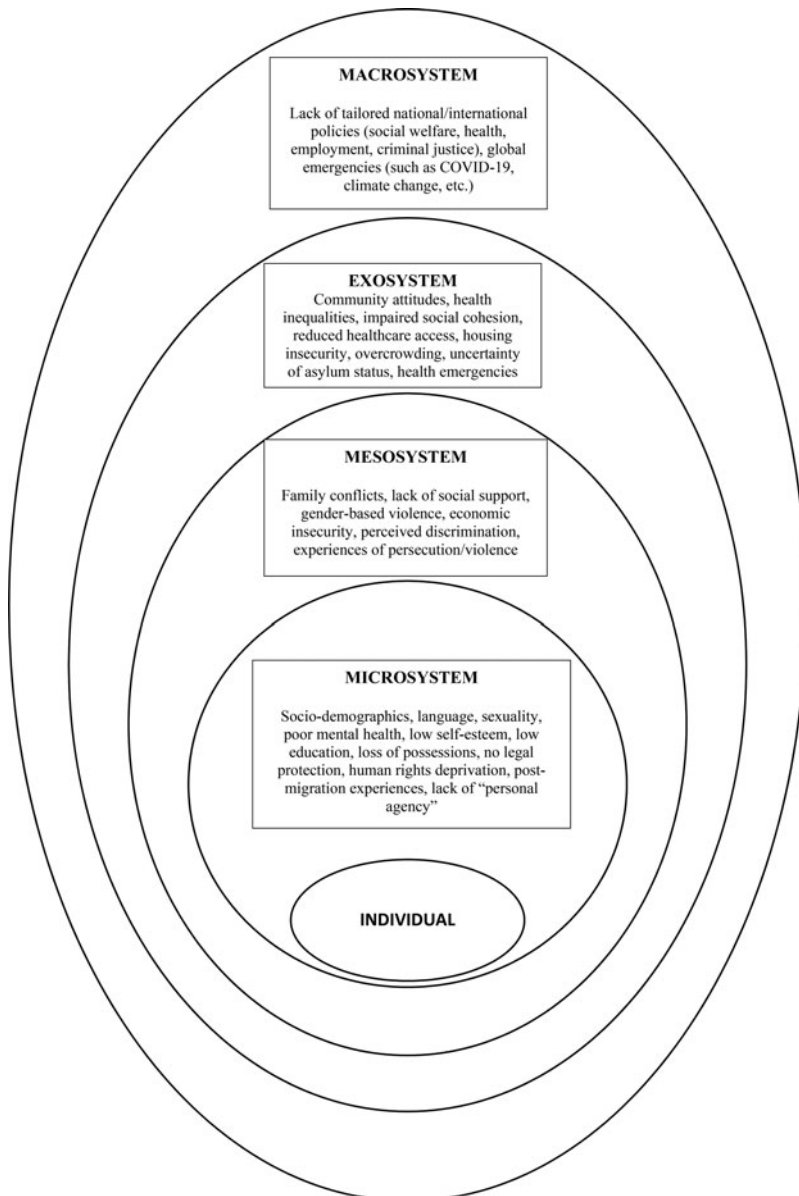 MACROSYSTEM
Lack of tailored national/international
policies (social welfare, health,
employment, criminal justice), global
emergencies (such as COVID-19,
climate change, etc.)
EXOSYSTEM
Community attitudes, health
inequalities, impaired social cohesion,
reduced healthcare access, housing
insecurity, overcrowding, uncertainty
of asylum status, health emergencies
MESOSYSTEM
Family conflicts, lack of social support,
gender-based violence, economic
insecurity, perceived discrimination,
experiences of persecution/violence
MICROSYSTEM
Socio-demographics, language, sexuality,
poor mental health, low self-esteem, low
education, loss of possessions, no legal
protection, human rights deprivation, post-
migration experiences, lack of “personal
agency”
INDIVIDUAL